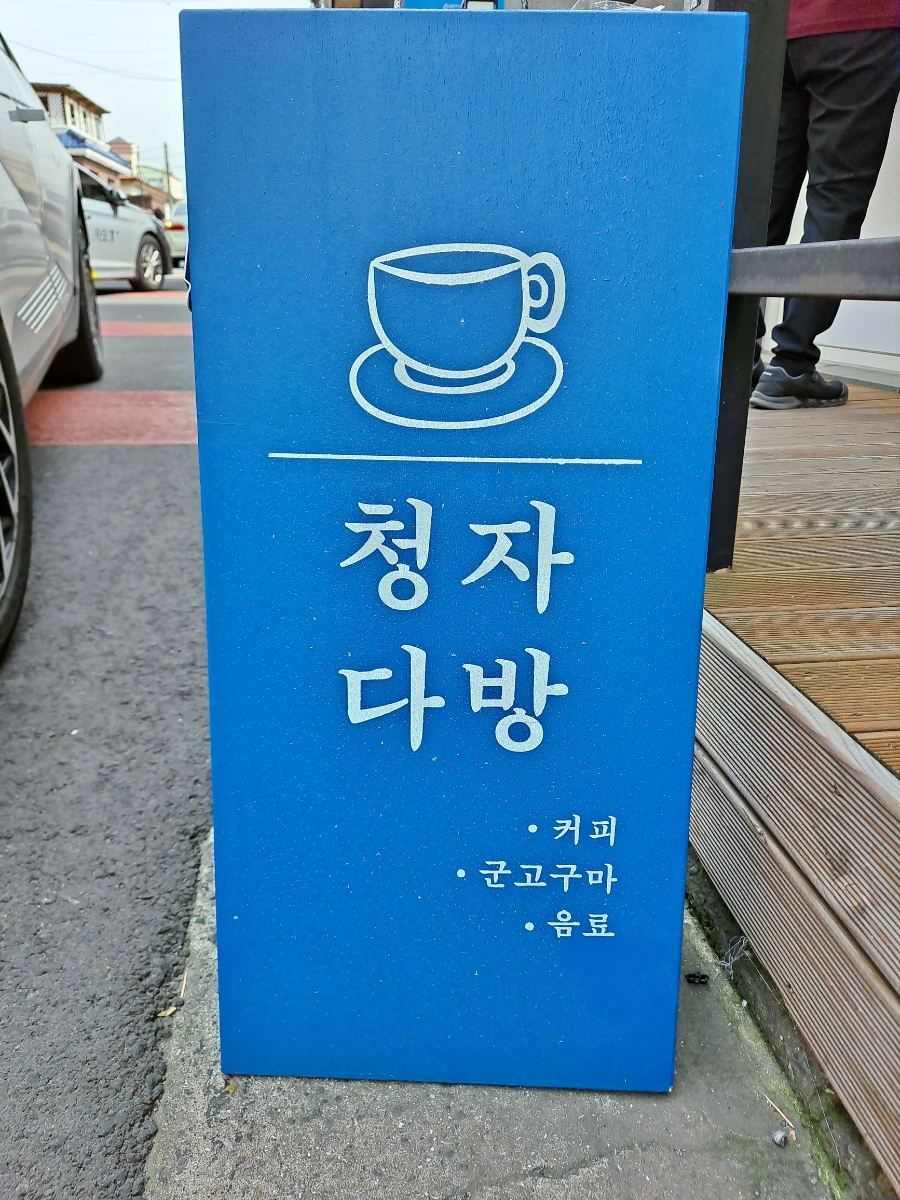 청자
다방
· 커피
· 군고구마
· 음료